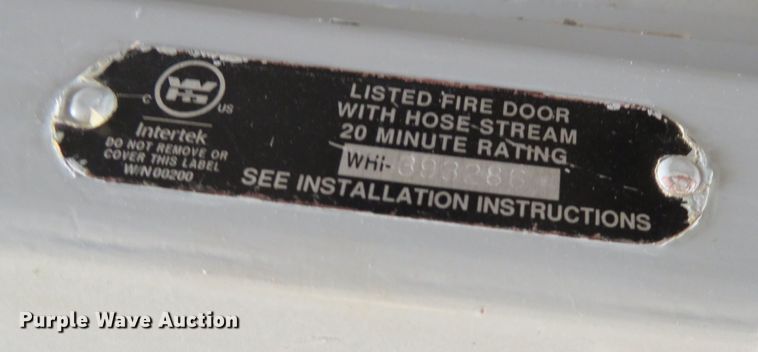 WH
C US
Intertek
DO NOT REMOVE OR
COVER THIS LABEL
W/N 00200
LISTED FIRE DOOR
WITH HOSE STREAM
20 MINUTE RATING
WHI-393286
SEE INSTALLATION INSTRUCTIONS
Purple Wave Auction